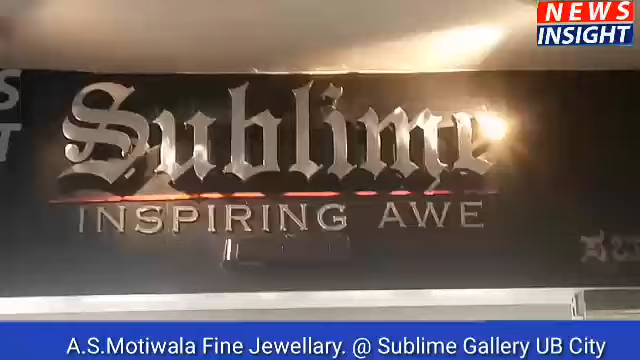 NEWS
INSIGHT
Sublime
INSPIRING AWE
A.S.Motiwala Fine Jewellary. @ Sublime Gallery UB City